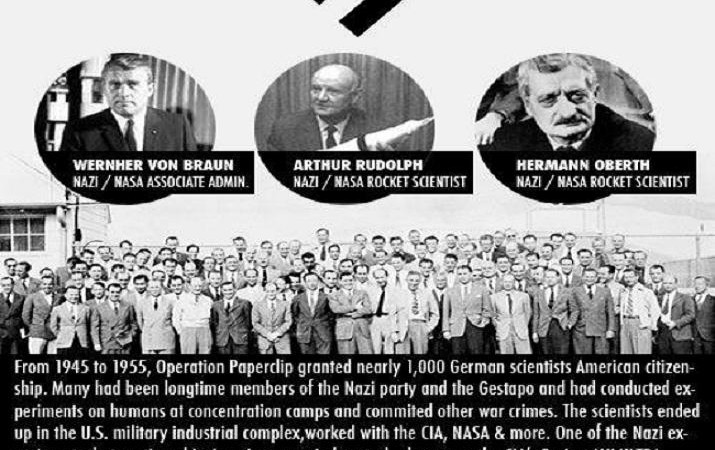 WERNHER VON BRAUN
NAZI / NASA ASSOCIATE ADMIN.
ARTHUR RUDOLPH
NAZI / NASA ROCKET SCIENTIST
HERMANN OBERTH
NAZI / NASA ROCKET SCIENTIST
From 1945 to 1955, Operation Paperclip granted nearly 1,000 German scientists American citizen-
ship. Many had been longtime members of the Nazi party and the Gestapo and had conducted ex-
periments on humans at concentration camps and commited other war crimes. The scientists ended
up in the U.S. military industrial complex,worked with the CIA, NASA & more. One of the Nazi ex-